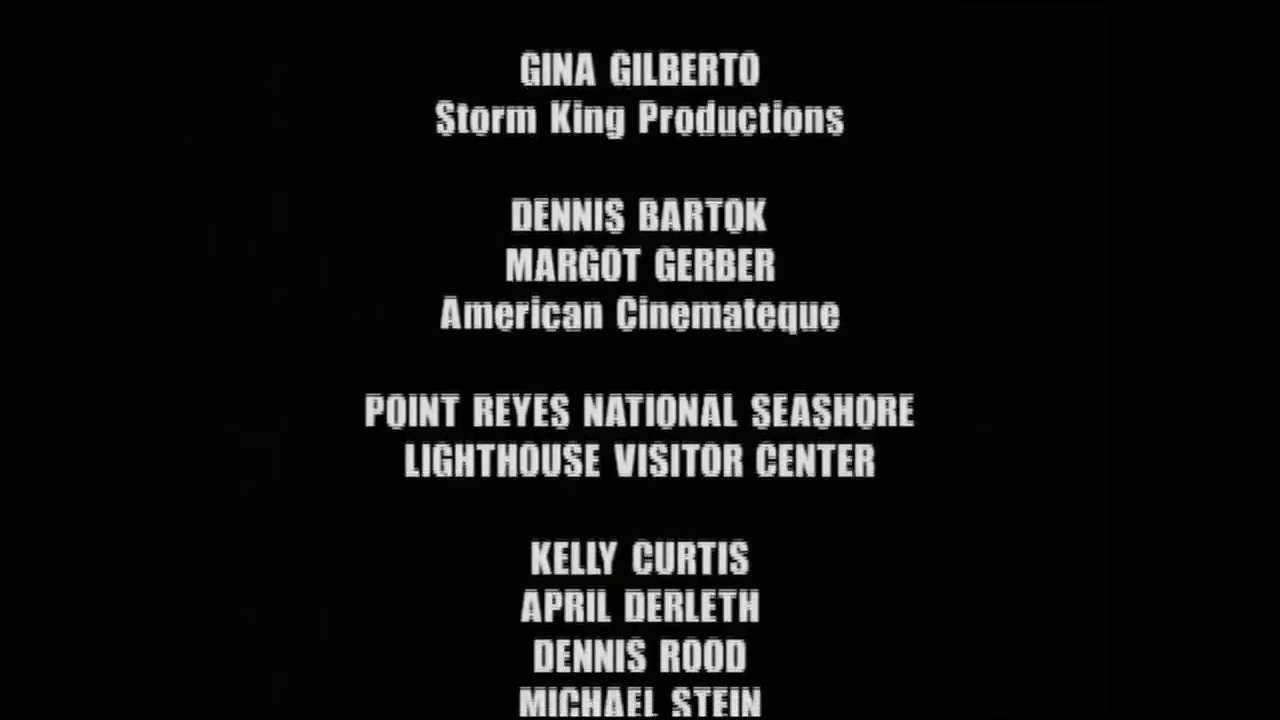 GINA GILBERTO
Storm King Productions
DENNIS BARTOK
MARGOT GERBER
American Cinemateque
POINT REYES NATIONAL SEASHORE
LIGHTHOUSE VISITOR CENTER
KELLY CURTIS
APRIL DERLETH
DENNIS ROOD
MICHAEL STEIN